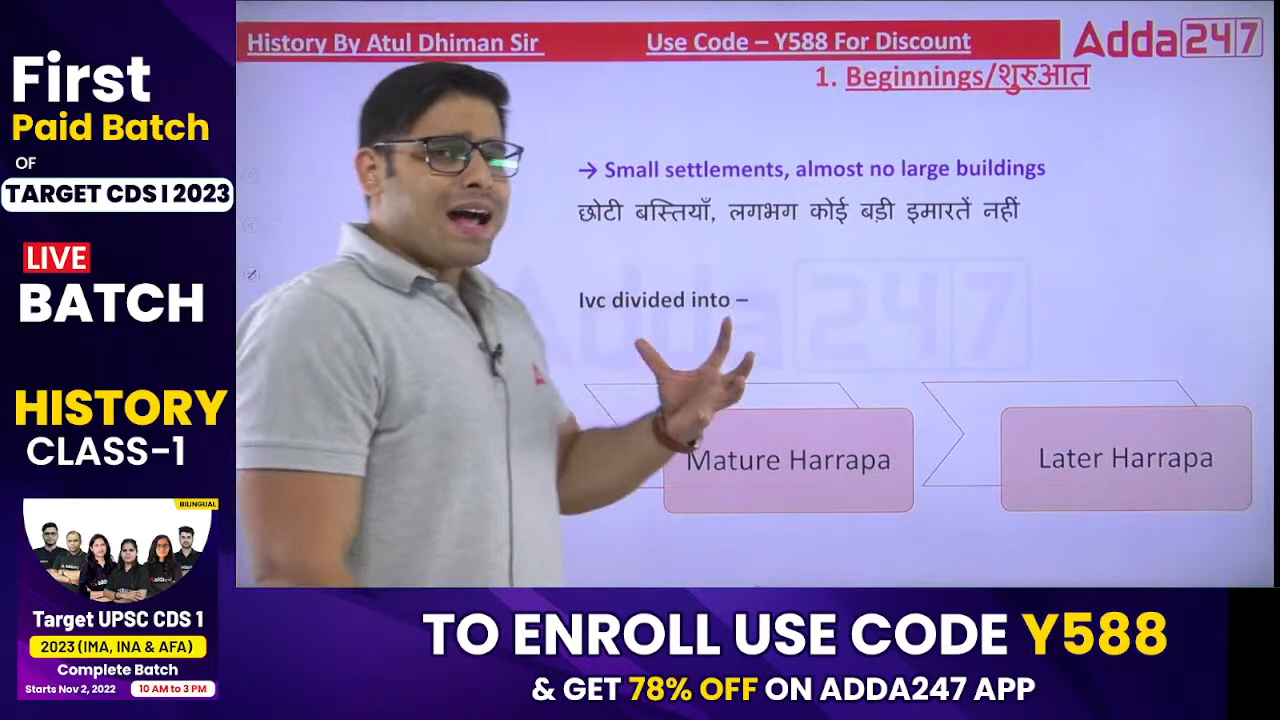 First
Paid Batch
OF
TARGET CDS I 2023
LIVE
BATCH
HISTORY
CLASS-1
BILINGUAL
Target UPSC CDS 1
2023 (IMA, INA & AFA)
Complete Batch
Starts Nov 2, 2022 10 AM to 3 PM
History By Atul Dhiman Sir Use Code – Y588 For Discount
Adda247
1. Beginnings/शुरुआत
→ Small settlements, almost no large buildings
छोटी बस्तियाँ, लगभग कोई बड़ी इमारतें नहीं
Ivc divided into –
Adda247
Mature Harrapa
Later Harrapa
TO ENROLL USE CODE Y588
& GET 78% OFF ON ADDA247 APP